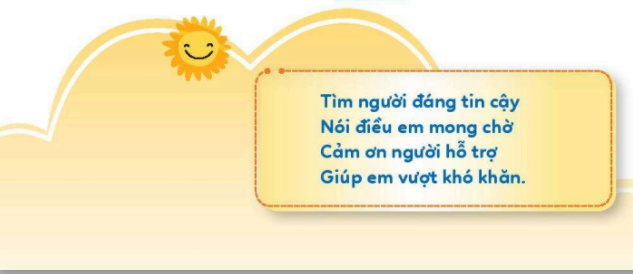 Tìm người đáng tin cậy
Nói điều em mong chờ
Cảm ơn người hỗ trợ
Giúp em vượt khó khăn.